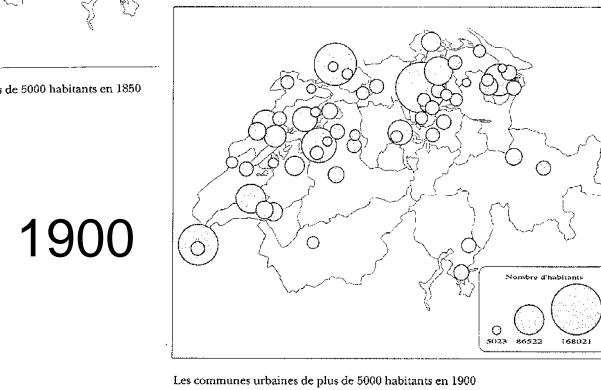 s de 5000 habitants en 1850
1900
Nombre d'habitants
5023 86522 168021
Les communes urbaines de plus de 5000 habitants en 1900